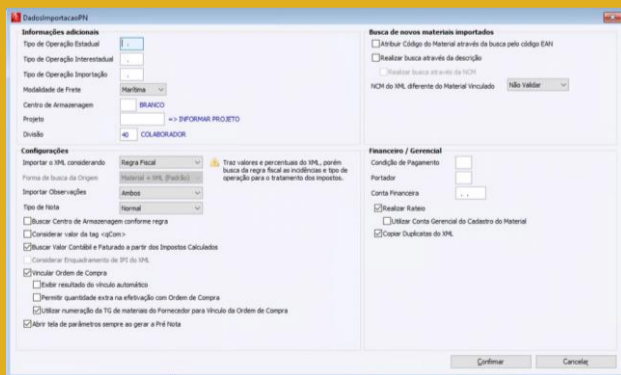 DadosImportacaoPN
Informações adicionais
Tipo de Operação Estadual
Tipo de Operação Interestadual
Tipo de Operação Importação
Modalidade de Frete Marítima
Centro de Armazenagem BRANCO
Projeto => INFORMAR PROJETO
Divisão 40 COLABORADOR
Busca de novos materiais importados
Atribuir Código do Material através da busca pelo código EAN
Realizar busca através da descrição
Realizar busca através da NCM
NCM do XML diferente do Material Vinculado Não Validar
Configurações
Importar o XML considerando Regra Fiscal
Traz valores e percentuais do XML, porém
busca da regra fiscal as incidências e tipo de
operação para o tratamento dos impostos.
Forma de busca da Origem Material + XML (Padrão)
Importar Observações Ambos
Tipo de Nota Normal
Buscar Centro de Armazenagem conforme regra
Considerar valor da tag <qCom>
Buscar Valor Contábil e Faturado a partir dos Impostos Calculados
Considerar Enquadramento de IPI do XML
Vincular Ordem de Compra
Exibir resultado do vínculo automático
Permitir quantidade extra na efetivação com Ordem de Compra
Utilizar numeração da TG de materiais do Fornecedor para Vínculo da Ordem de Compra
Abrir tela de parâmetros sempre ao gerar a Pré Nota
Financeiro / Gerencial
Condição de Pagamento
Portador
Conta Financeira
Realizar Rateio
Utilizar Conta Gerencial do Cadastro do Material
Copiar Duplicatas do XML
Confirmar Cancelar